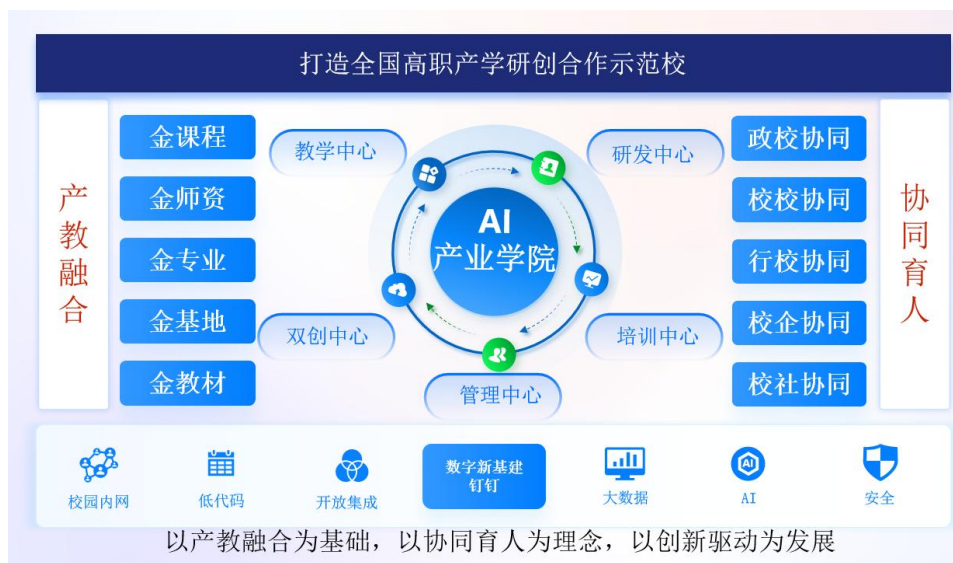 打造全国高职产学研创合作示范校
产教融合
金课程
金师资
金专业
金基地
金教材
教学中心
研发中心
AI
产业学院
双创中心
培训中心
管理中心
政校协同
校校协同
行校协同
校企协同
校社协同
协同育人
校园内网
低代码
开放集成
数字新基建
钉钉
大数据
AI
AI
安全
以产教融合为基础，以协同育人为理念，以创新驱动为发展